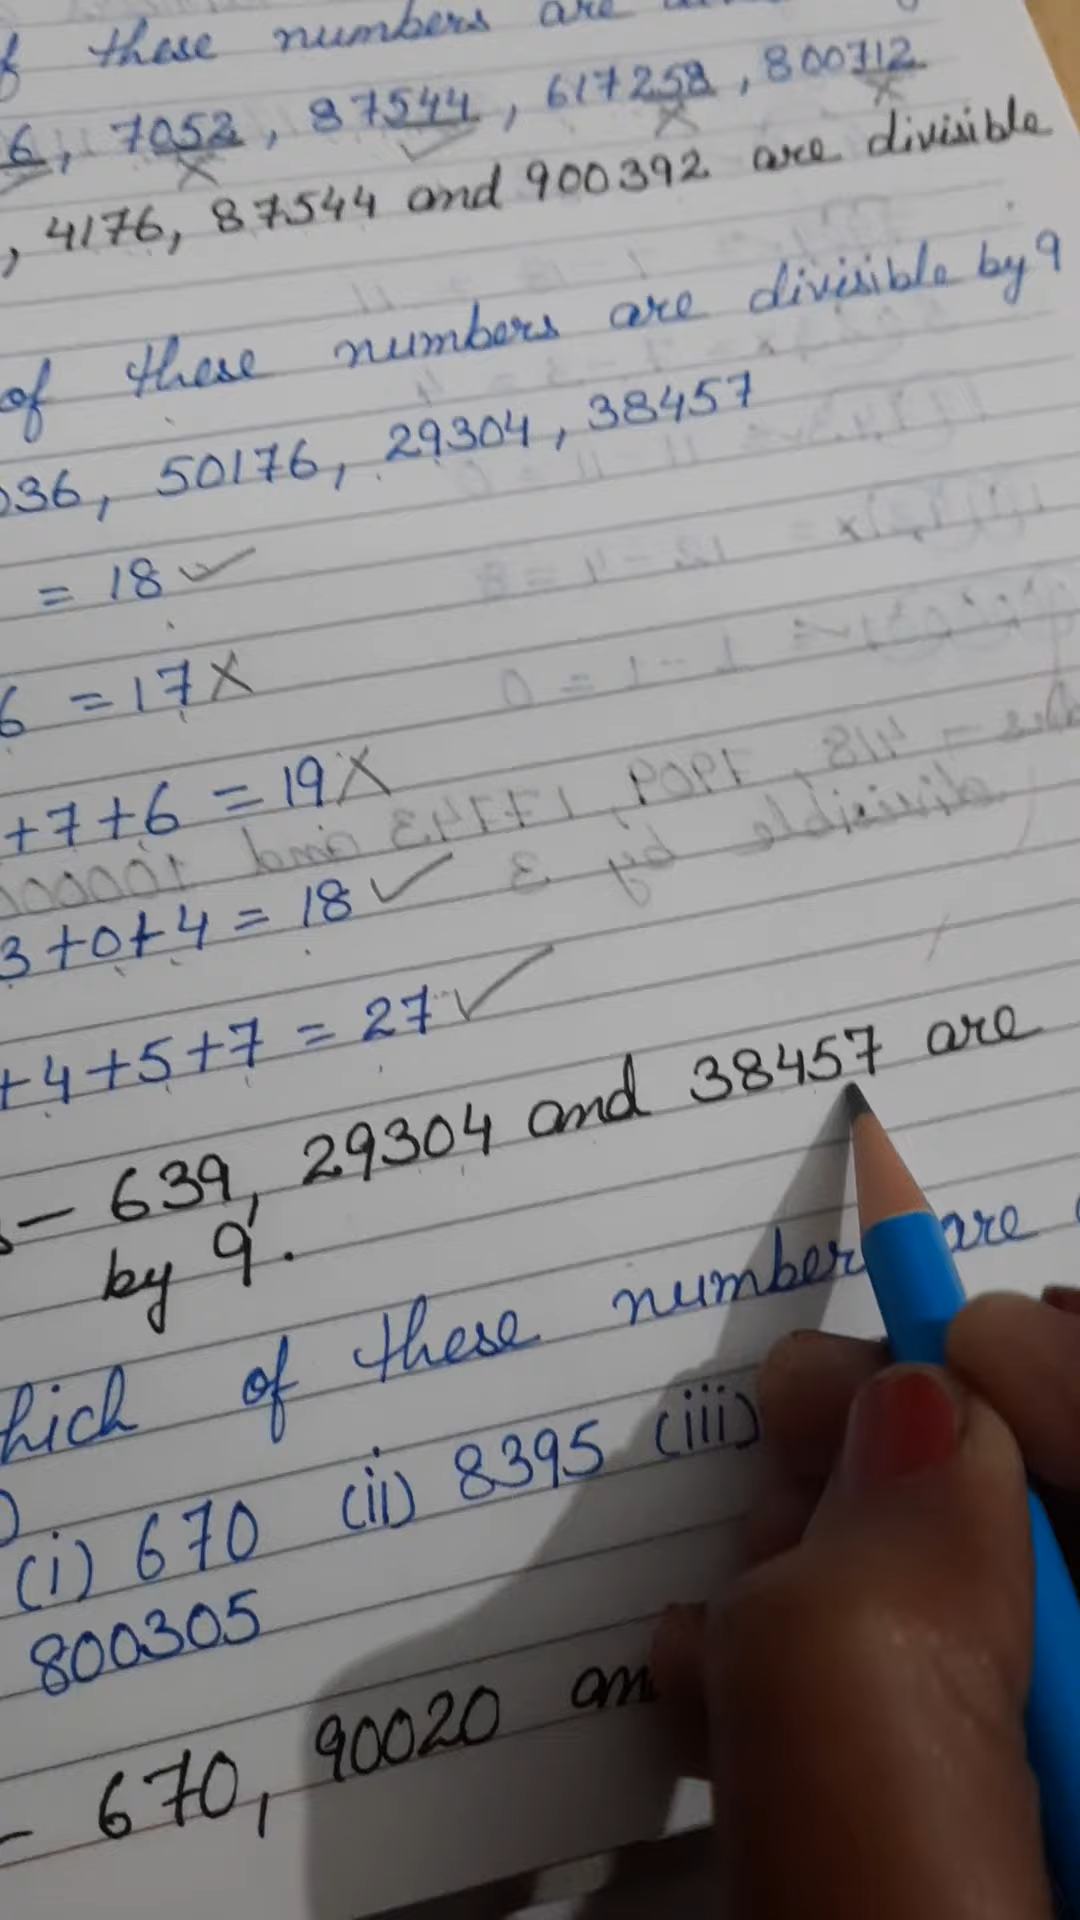 these numbers are
6, 7052, 87544, 617258, 800712
, 4176, 87544 and 900392 are divisible
of these numbers are divisible by 9
036, 50176, 29304, 38457
= 18 ✓
6 = 17 X
+7+6 = 19 X
3+0+4 = 18 ✓
+4+5+7 = 27 ✓
– 639, 29304 and 38457 are
by 9.
hich of these number are
(i) 670 (ii) 8395 (iii)
800305
– 670, 90020 an